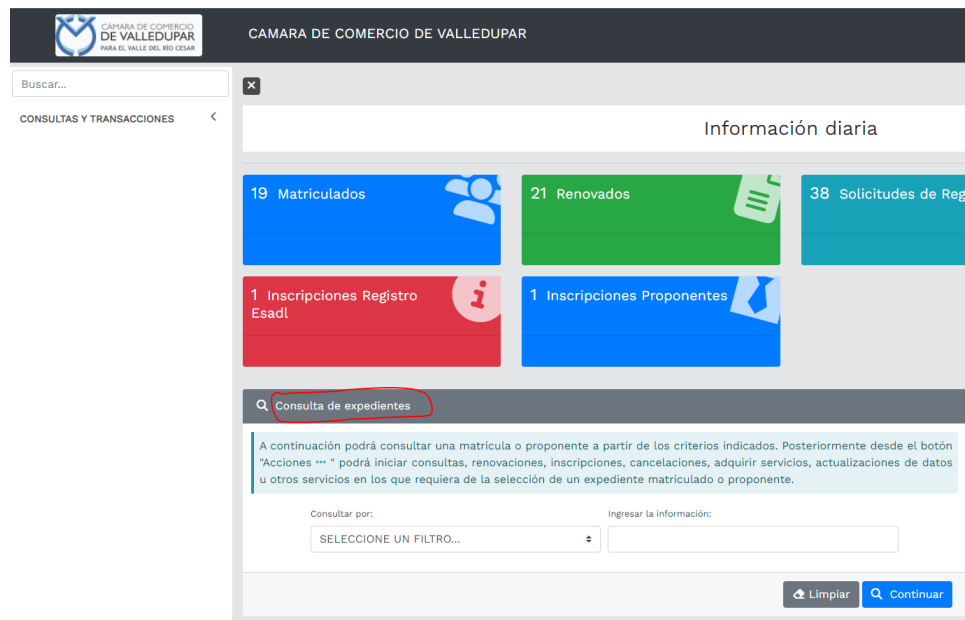 CÁMARA DE COMERCIO
DE VALLEDUPAR
PARA EL VALLE DEL RÍO CESAR
CAMARA DE COMERCIO DE VALLEDUPAR
Buscar...
CONSULTAS Y TRANSACCIONES
Información diaria
19 Matriculados
21 Renovados
38 Solicitudes de Reg
1 Inscripciones Registro
Esadl
1 Inscripciones Proponentes
Consulta de expedientes
A continuación podrá consultar una matrícula o proponente a partir de los criterios indicados. Posteriormente desde el botón
"Acciones ··· " podrá iniciar consultas, renovaciones, inscripciones, cancelaciones, adquirir servicios, actualizaciones de datos
u otros servicios en los que requiera de la selección de un expediente matriculado o proponente.
Consultar por:
Ingresar la información:
SELECCIONE UN FILTRO...
Limpiar
Continuar